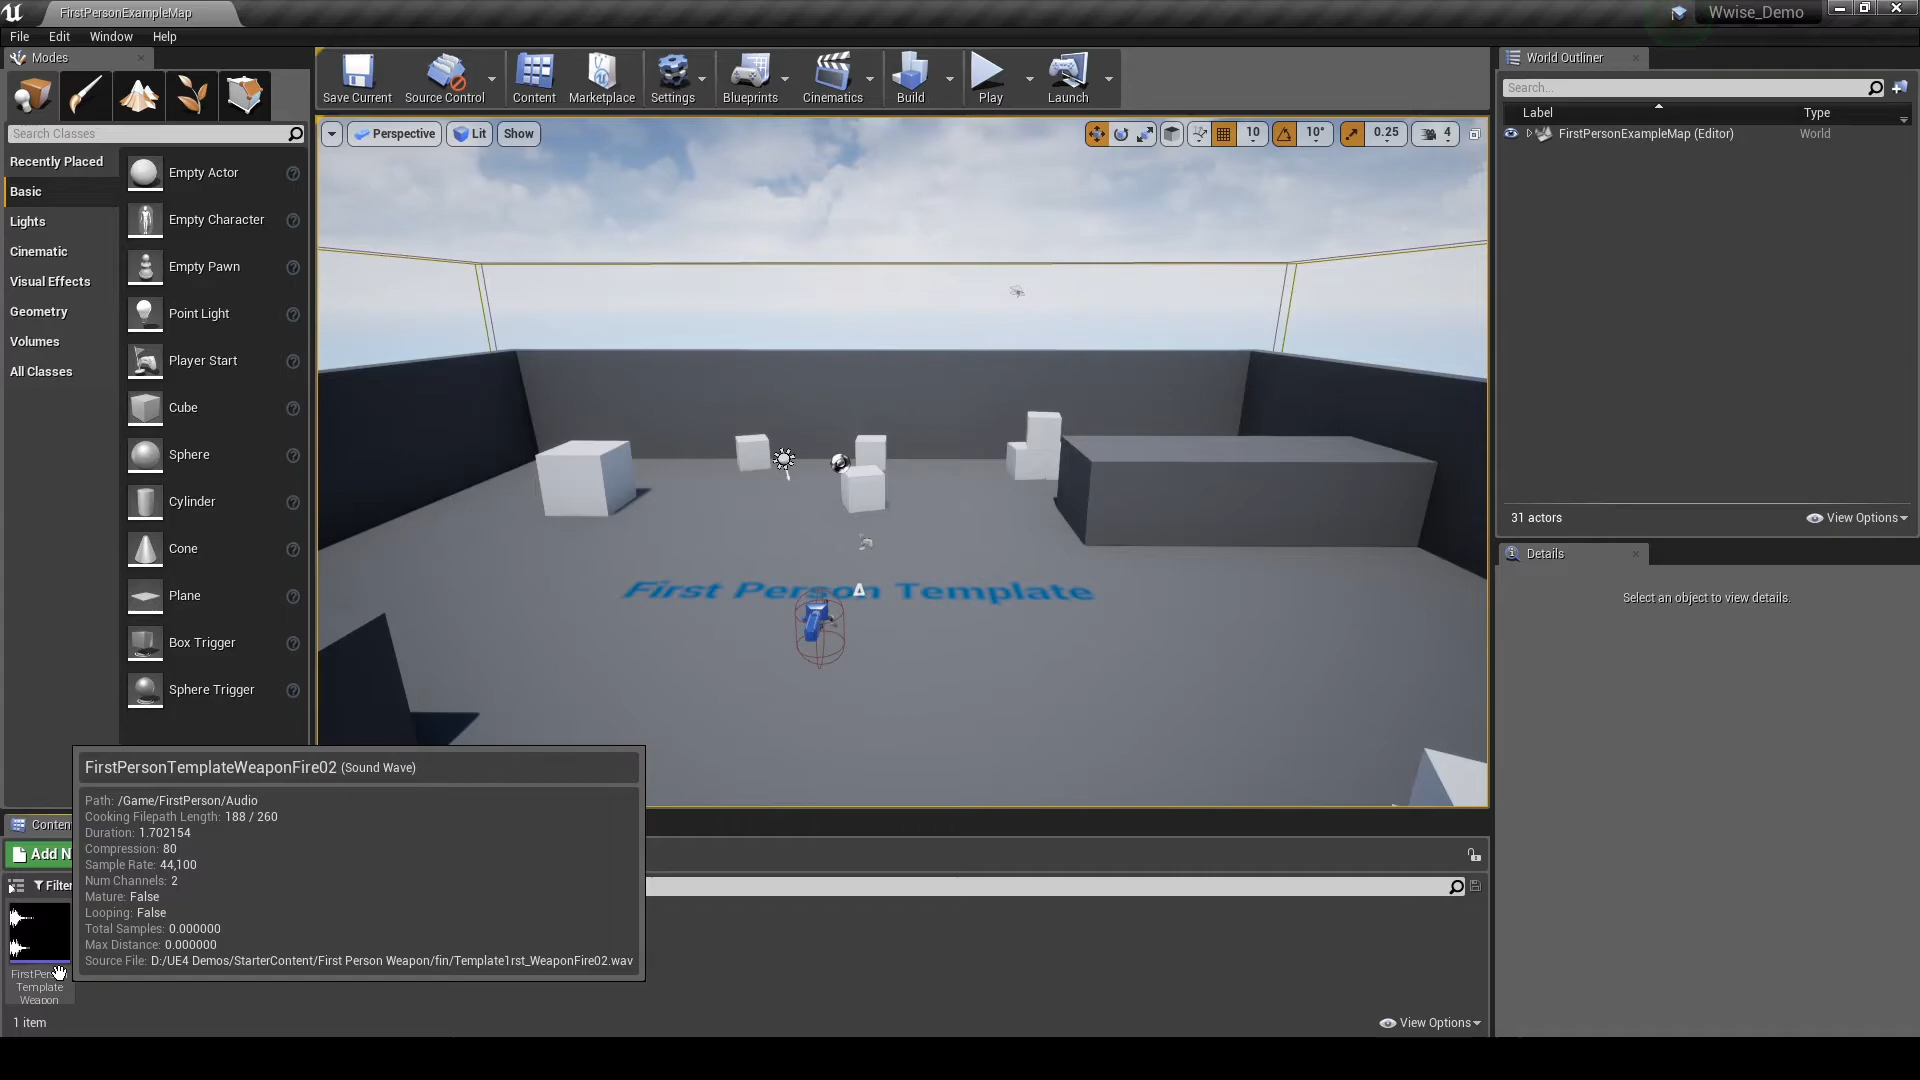 FirstPersonExampleMap
Wwise_Demo
File Edit Window Help
Modes
Save Current
Source Control
Content
Marketplace
Settings
Blueprints
Cinematics
Build
Play
Launch
World Outliner
Search...
Label
Type
FirstPersonExampleMap (Editor)
World
31 actors
View Options
Details
Select an object to view details.
Search Classes
Recently Placed
Basic
Lights
Cinematic
Visual Effects
Geometry
Volumes
All Classes
Empty Actor
Empty Character
Empty Pawn
Point Light
Player Start
Cube
Sphere
Cylinder
Cone
Plane
Box Trigger
Sphere Trigger
Perspective
Lit
Show
10
10°
0.25
4
First Person Template
FirstPersonTemplateWeaponFire02 (Sound Wave)
Path: /Game/FirstPerson/Audio
Cooking Filepath Length: 188 / 260
Duration: 1.702154
Compression: 80
Sample Rate: 44,100
Num Channels: 2
Mature: False
Looping: False
Total Samples: 0.000000
Max Distance: 0.000000
Source File: D:/UE4 Demos/StarterContent/First Person Weapon/fin/Template1rst_WeaponFire02.wav
Conten
Add N
Filter
FirstPers
Template
Weapon
1 item
View Options